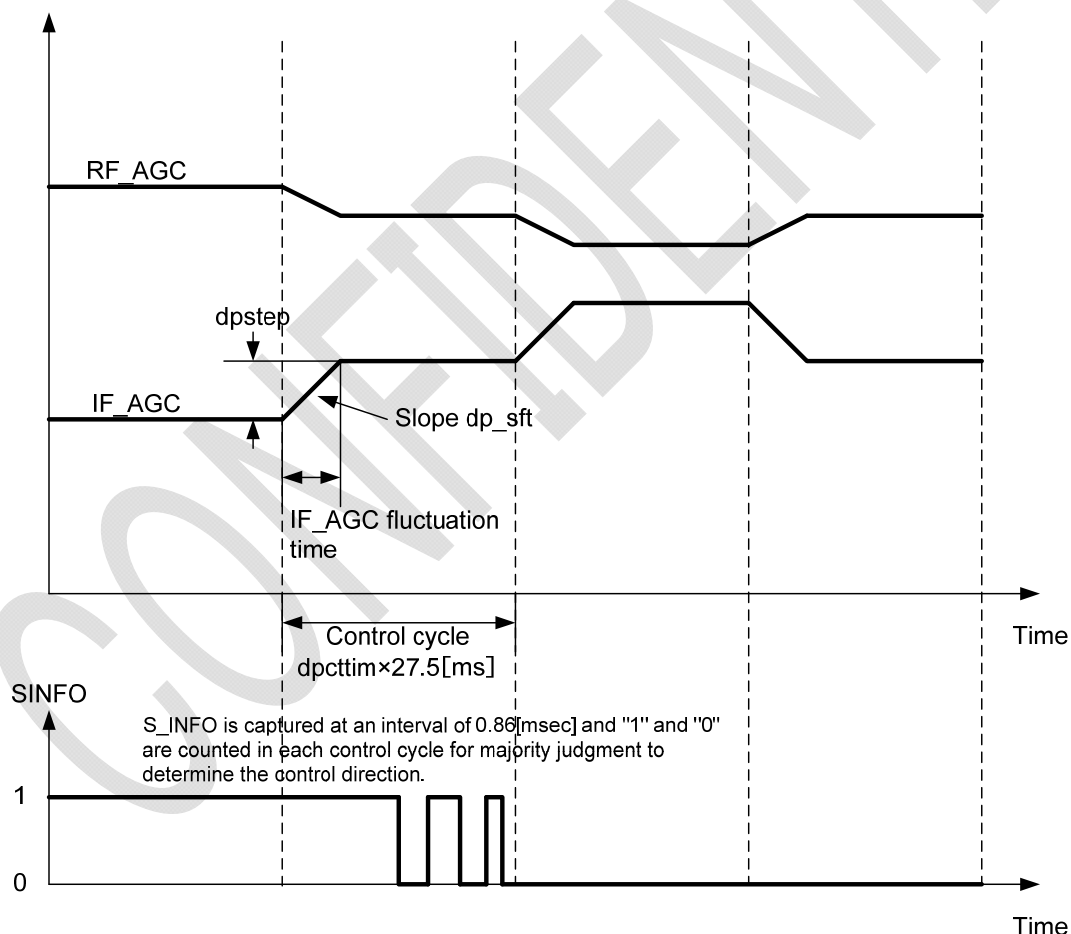 RF_AGC
dpstep
IF_AGC
Slope dp_sft
IF_AGC fluctuation
time
Control cycle
dpcttim×27.5[ms]
Time
SINFO
S_INFO is captured at an interval of 0.86[msec] and "1" and "0"
are counted in each control cycle for majority judgment to
determine the control direction.
1
0
Time
CONFIDENT